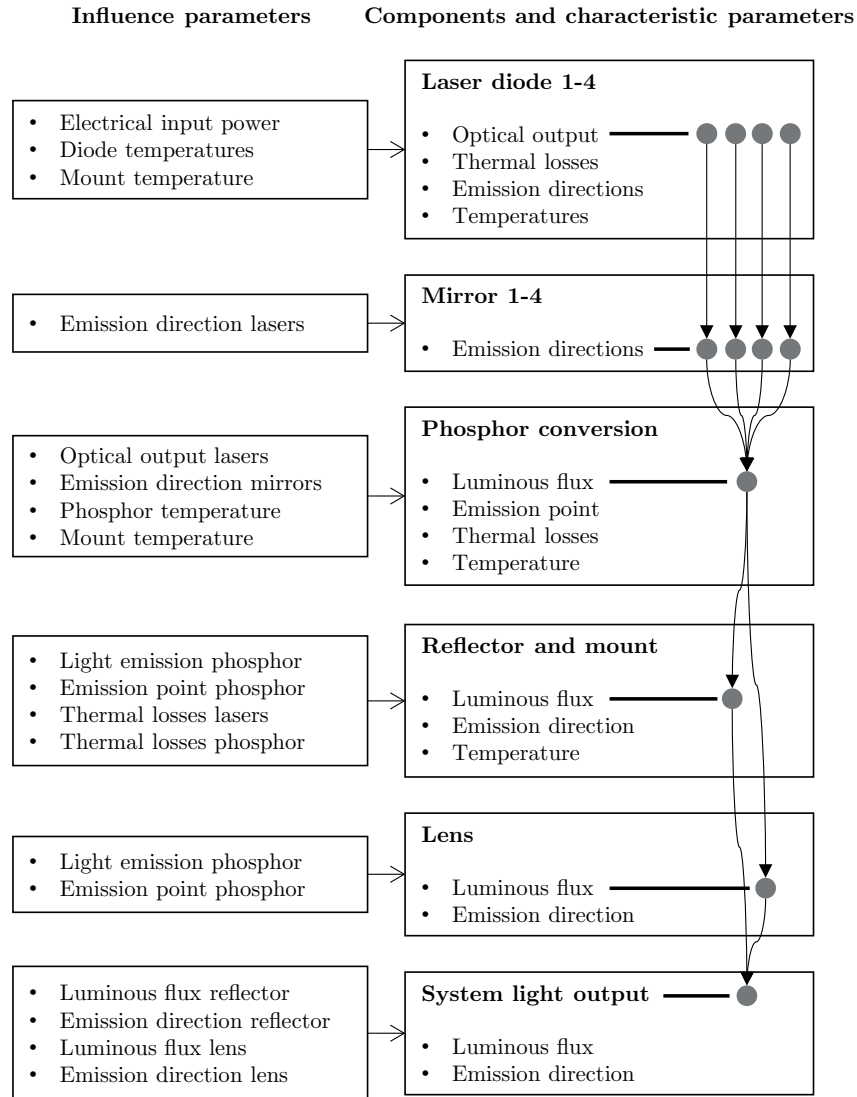 Influence parameters
Components and characteristic parameters
• Electrical input power
• Diode temperatures
• Mount temperature
Laser diode 1-4
• Optical output
• Thermal losses
• Emission directions
• Temperatures
• Emission direction lasers
Mirror 1-4
• Emission directions
• Optical output lasers
• Emission direction mirrors
• Phosphor temperature
• Mount temperature
Phosphor conversion
• Luminous flux
• Emission point
• Thermal losses
• Temperature
• Light emission phosphor
• Emission point phosphor
• Thermal losses lasers
• Thermal losses phosphor
Reflector and mount
• Luminous flux
• Emission direction
• Temperature
• Light emission phosphor
• Emission point phosphor
Lens
• Luminous flux
• Emission direction
• Luminous flux reflector
• Emission direction reflector
• Luminous flux lens
• Emission direction lens
System light output
• Luminous flux
• Emission direction